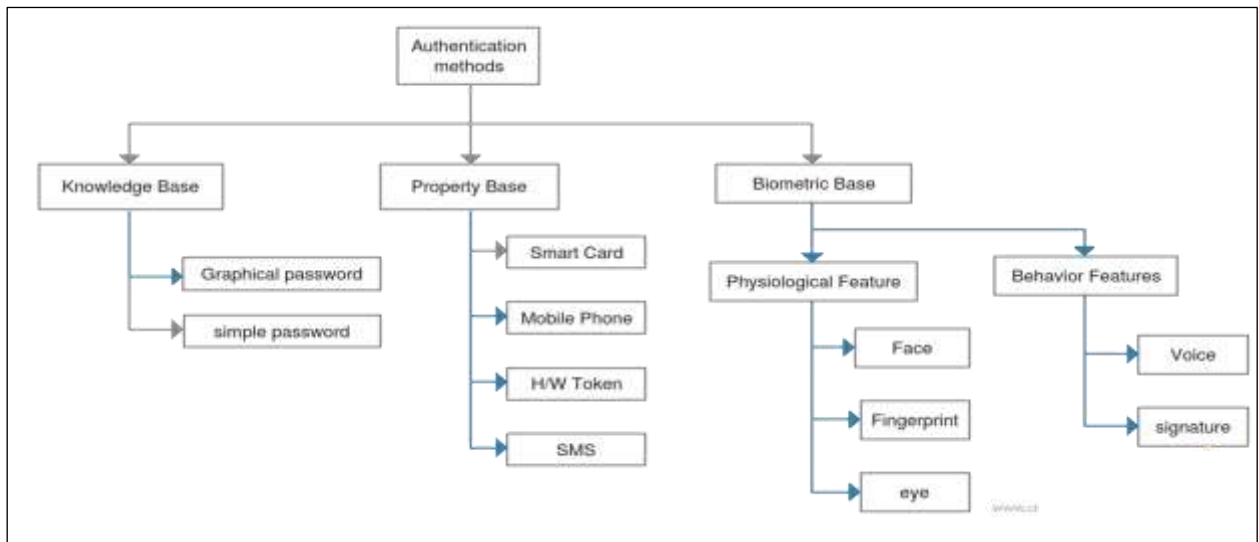 Authentication
methods
Knowledge Base
Property Base
Biometric Base
Graphical password
simple password
Smart Card
Mobile Phone
H/W Token
SMS
Physiological Feature
Behavior Features
Face
Fingerprint
eye
Voice
signature